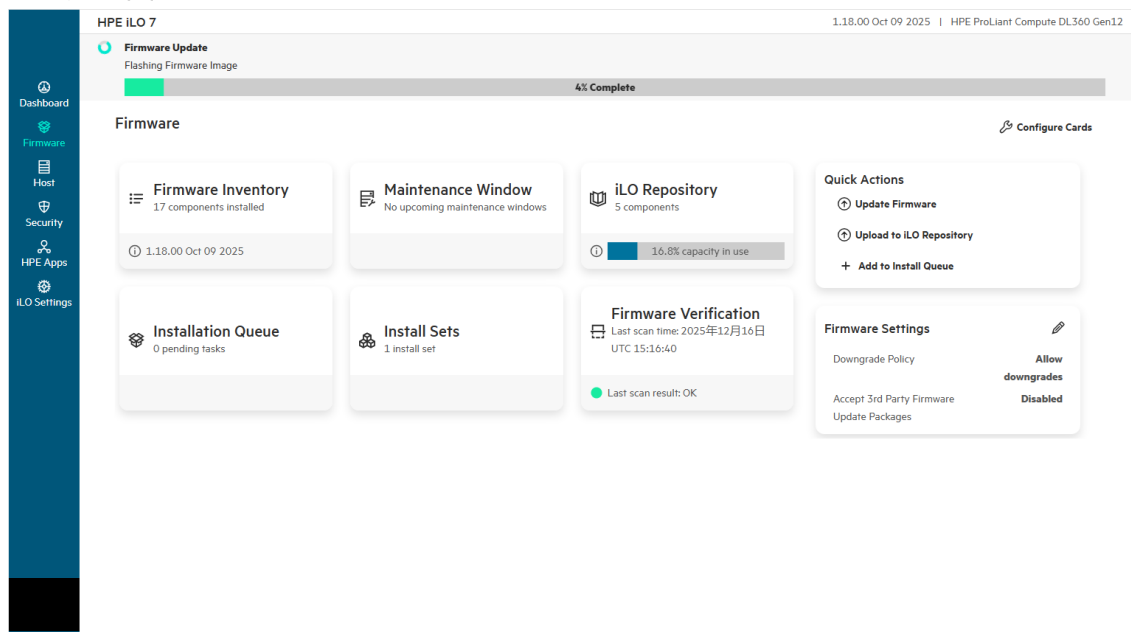 HPE iLO 7
1.18.00 Oct 09 2025 | HPE ProLiant Compute DL360 Gen12
Firmware Update
Flashing Firmware Image
4% Complete
Dashboard
Firmware
Host
Security
HPE Apps
iLO Settings
Firmware
Configure Cards
Firmware Inventory
17 components installed
1.18.00 Oct 09 2025
Maintenance Window
No upcoming maintenance windows
iLO Repository
5 components
16.8% capacity in use
Installation Queue
0 pending tasks
Install Sets
1 install set
Firmware Verification
Last scan time: 2025年12月16日
UTC 15:16:40
Last scan result: OK
Quick Actions
Update Firmware
Upload to iLO Repository
Add to Install Queue
Firmware Settings
Downgrade Policy
Allow
downgrades
Accept 3rd Party Firmware
Update Packages
Disabled